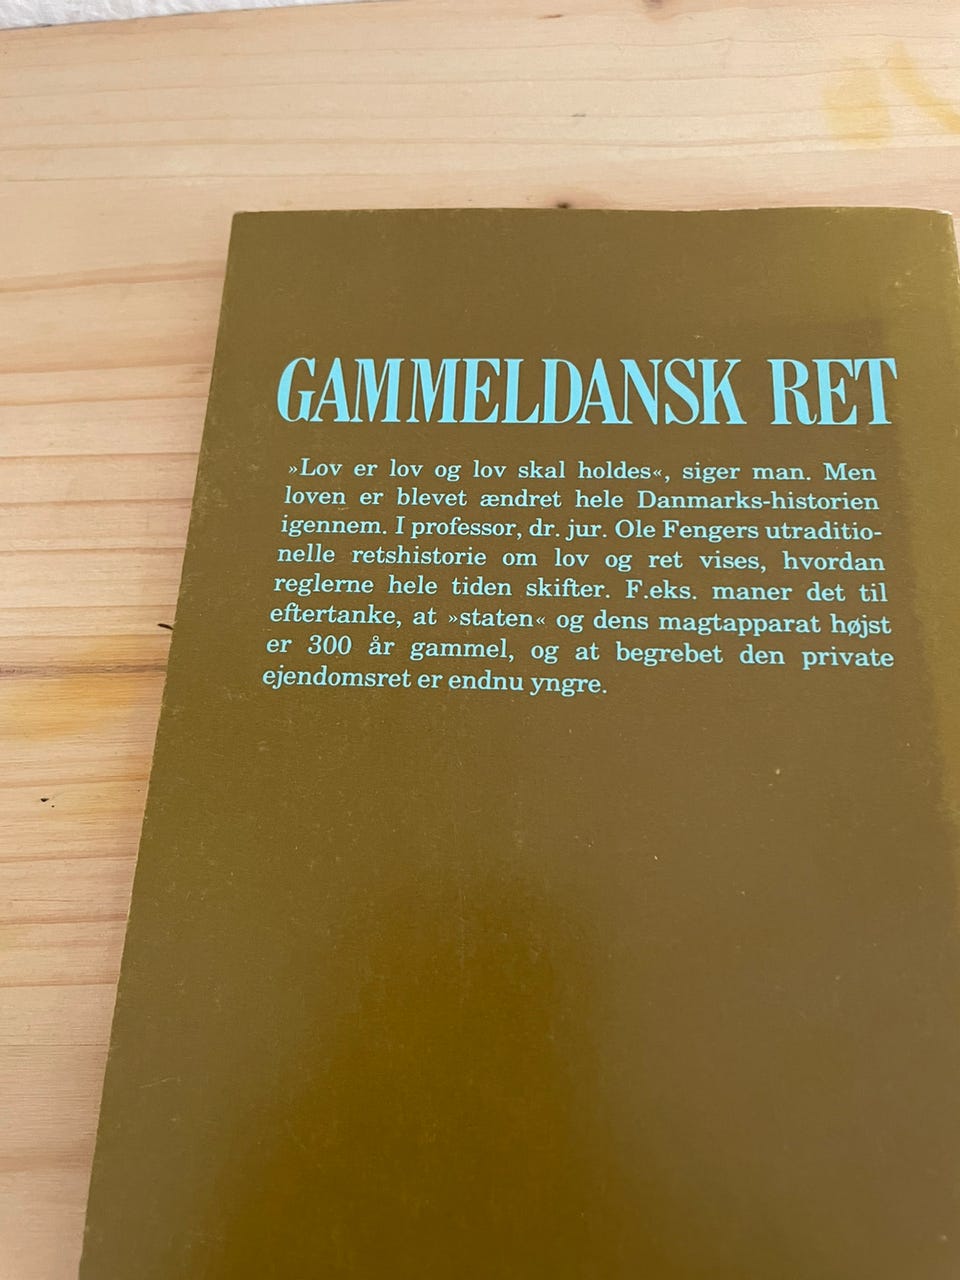 GAMMELDANSK RET
»Lov er lov og lov skal holdes«, siger man. Men
loven er blevet ændret hele Danmarks-historien
igennem. I professor, dr. jur. Ole Fengers utraditio-
nelle retshistorie om lov og ret vises, hvordan
reglerne hele tiden skifter. F.eks. maner det til
eftertanke, at »staten« og dens magtapparat højst
er 300 år gammel, og at begrebet den private
ejendomsret er endnu yngre.